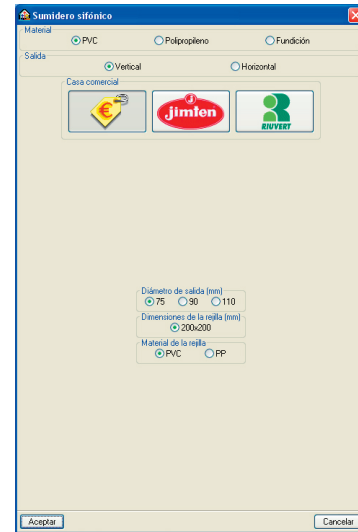 Sumidero sifónico
Material
PVC Polipropileno Fundición
Salida
Vertical Horizontal
Casa comercial
€ jimten RIUVERT
Diámetro de salida (mm)
75 90 110
Dimensiones de la rejilla (mm)
200x200
Material de la rejilla
PVC PP
Aceptar Cancelar